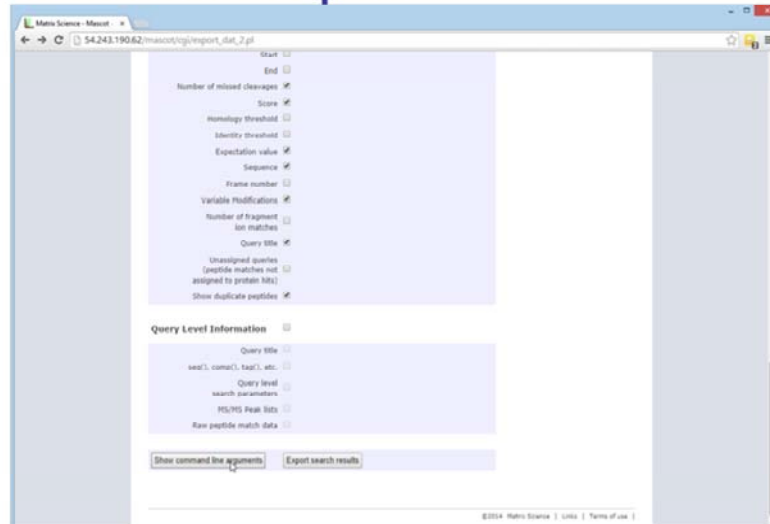 Matrix Science - Mascot
54.243.190.62/mascot/cgi/export_dat_2.pl
Start
End
Number of missed cleavages
Score
Homology threshold
Identity threshold
Expectation value
Sequence
Frame number
Variable Modifications
Number of fragment
ion matches
Query title
Unassigned queries
(peptide matches not
assigned to protein hits)
Show duplicate peptides
Query Level Information
Query title
seq(), comp(), tag(), etc.
Query level
search parameters
MS/MS Peak lists
Raw peptide match data
Show command line arguments Export search results
©2014 Matrix Science | Links | Terms of use |